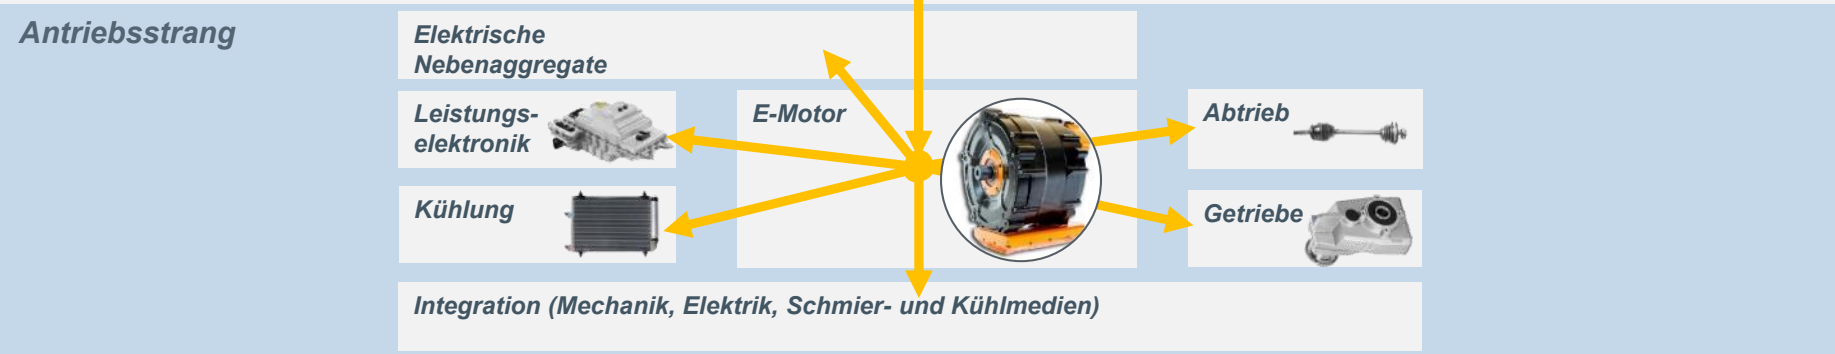 Antriebsstrang
Elektrische
Nebenaggregate
Leistungs-
elektronik
E-Motor
Abtrieb
Kühlung
Getriebe
Integration (Mechanik, Elektrik, Schmier- und Kühlmedien)